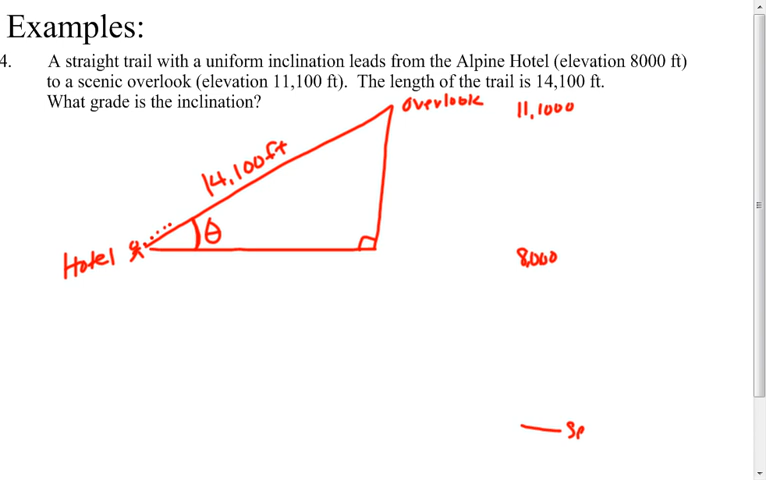 Examples:
4. A straight trail with a uniform inclination leads from the Alpine Hotel (elevation 8000 ft)
to a scenic overlook (elevation 11,100 ft). The length of the trail is 14,100 ft.
What grade is the inclination?
overlook 11,1000
14,100ft
θ
Hotel
8,000